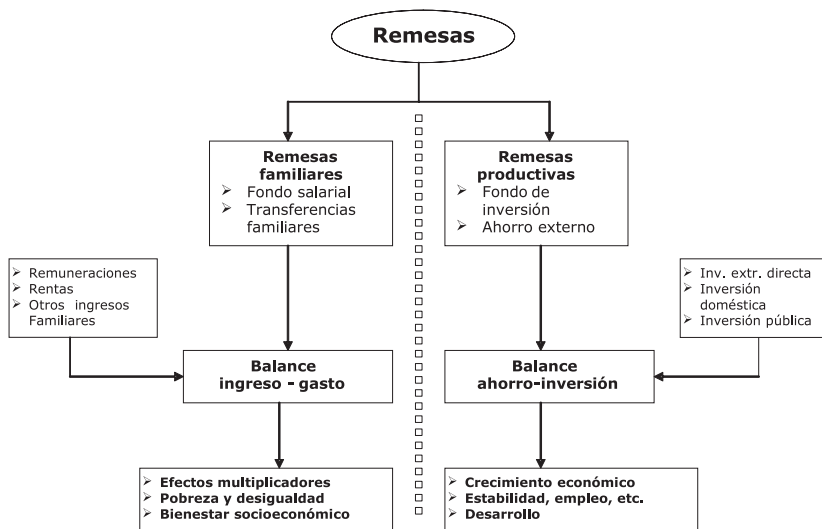 Remesas
Remesas
familiares
➢ Fondo salarial
➢ Transferencias
familiares
Remesas
productivas
➢ Fondo de
inversión
➢ Ahorro externo
➢ Remuneraciones
➢ Rentas
➢ Otros ingresos
Familiares
➢ Inv. extr. directa
➢ Inversión
doméstica
➢ Inversión pública
Balance
ingreso - gasto
Balance
ahorro-inversión
➢ Efectos multiplicadores
➢ Pobreza y desigualdad
➢ Bienestar socioeconómico
➢ Crecimiento económico
➢ Estabilidad, empleo, etc.
➢ Desarrollo